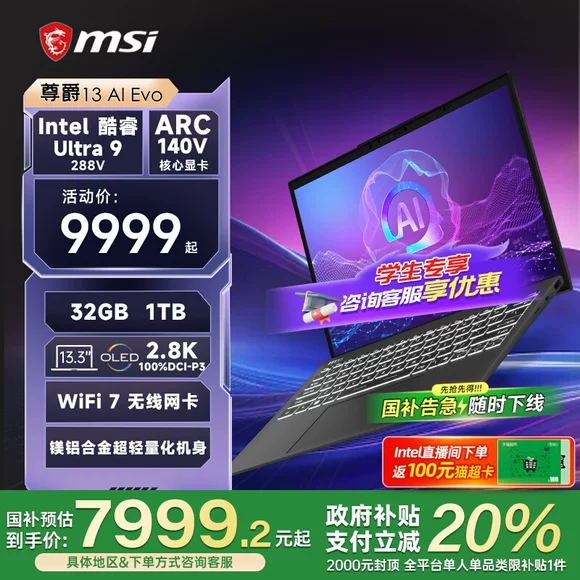 msi
尊爵13 AI Evo
Intel 酷睿
Ultra 9
288V
ARC
140V
核心显卡
活动价:
9999起
32GB 1TB
13.3" OLED 2.8K
100%DCI-P3
WiFi 7 无线网卡
镁铝合金超轻量化机身
AI
学生专享
咨询客服享优惠
先抢先得!!!
国补告急 随时下线
Intel直播间下单
返100元猫超卡
.100
国补预估
到手价:
7999.2元起
具体地区&下单方式咨询客服
政府补贴
支付立减
20%
2000元封顶 全平台单人单品类限补贴1件